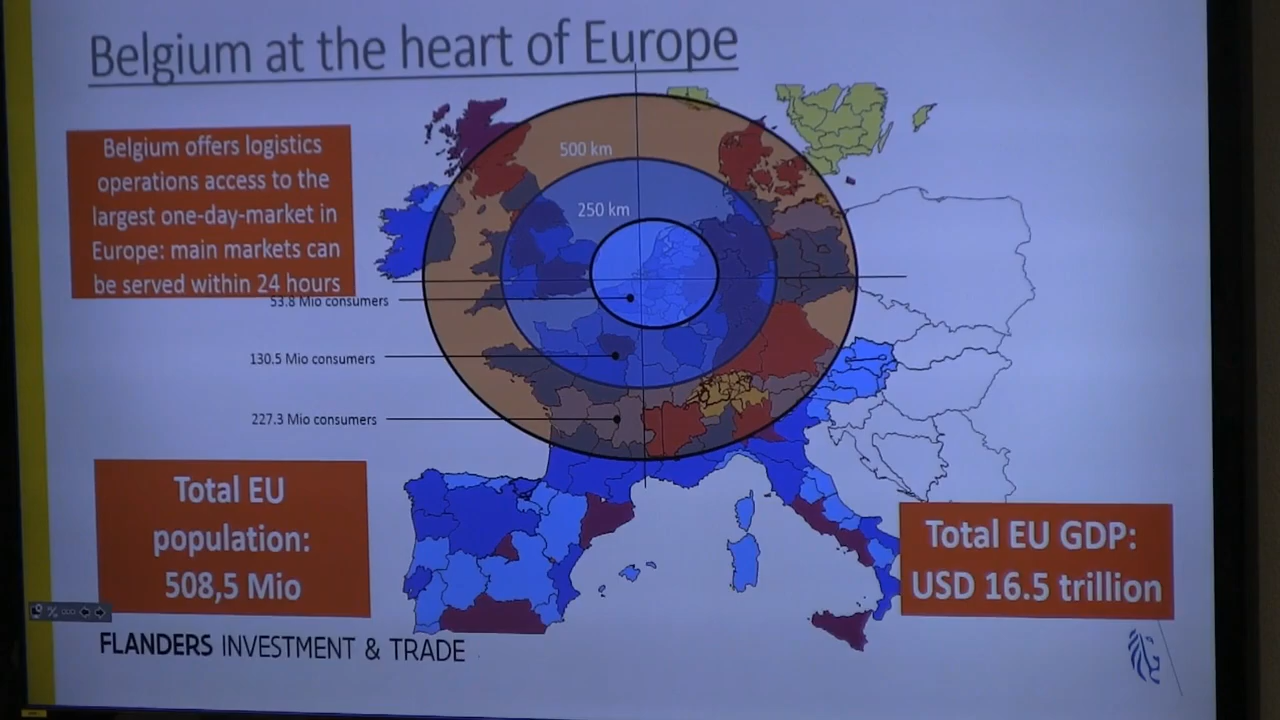 Belgium at the heart of Europe
Belgium offers logistics
operations access to the
largest one-day-market in
Europe: main markets can
be served within 24 hours
500 km
250 km
53.8 Mio consumers
130.5 Mio consumers
227.3 Mio consumers
Total EU
population:
508,5 Mio
Total EU GDP:
USD 16.5 trillion
FLANDERS INVESTMENT & TRADE